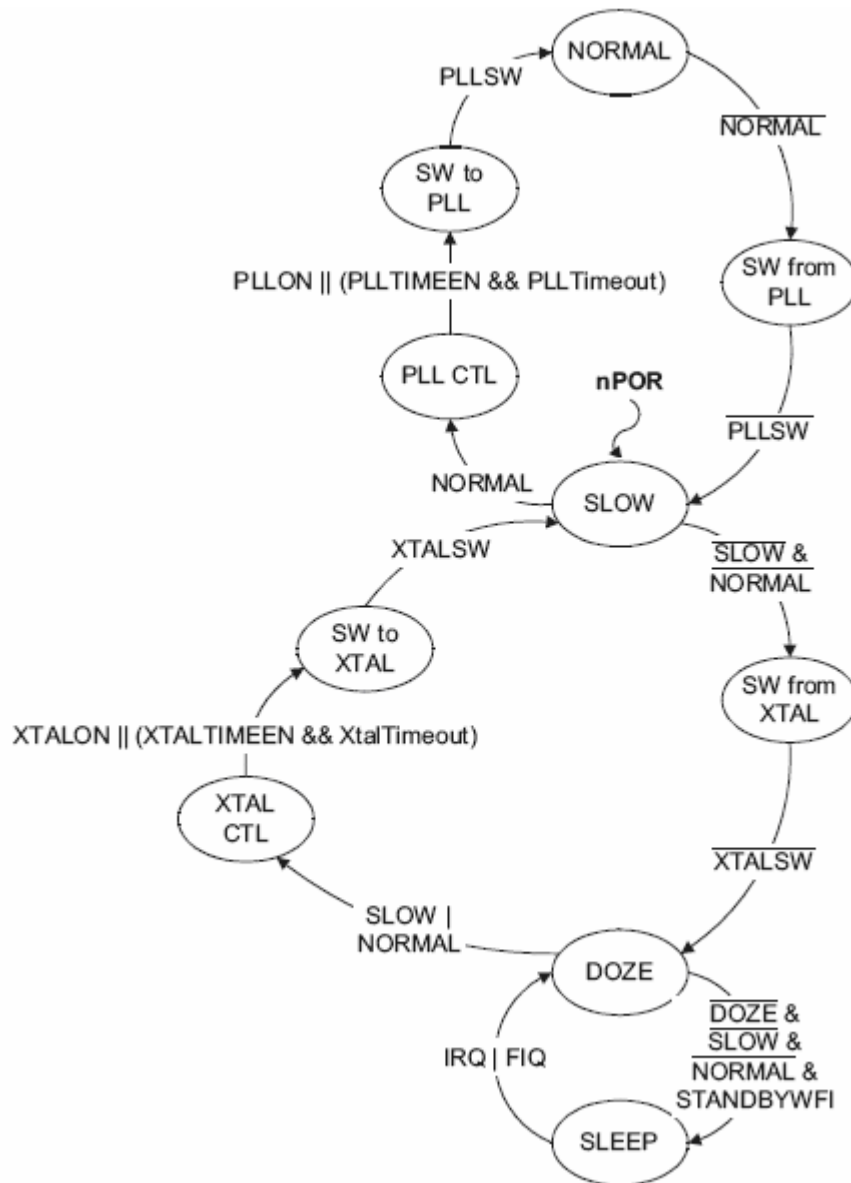 NORMAL
PLLSW
NORMAL
SW to
PLL
SW from
PLL
PLLON || (PLLTIMEEN && PLLTimeout)
PLL CTL
nPOR
PLLSW
NORMAL
SLOW
XTALSW
SLOW &
NORMAL
SW to
XTAL
SW from
XTAL
XTALON || (XTALTIMEEN && XtalTimeout)
XTAL
CTL
XTALSW
SLOW |
NORMAL
DOZE
DOZE &
SLOW &
NORMAL &
STANDBYWFI
IRQ | FIQ
SLEEP